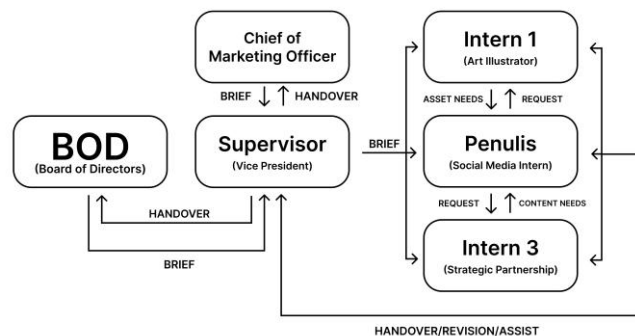 Chief of
Marketing Officer
BRIEF
HANDOVER
BOD
(Board of Directors)
Supervisor
(Vice President)
HANDOVER
BRIEF
BRIEF
Intern 1
(Art Illustrator)
ASSET NEEDS
REQUEST
Penulis
(Social Media Intern)
REQUEST
CONTENT NEEDS
Intern 3
(Strategic Partnership)
HANDOVER/REVISION/ASSIST